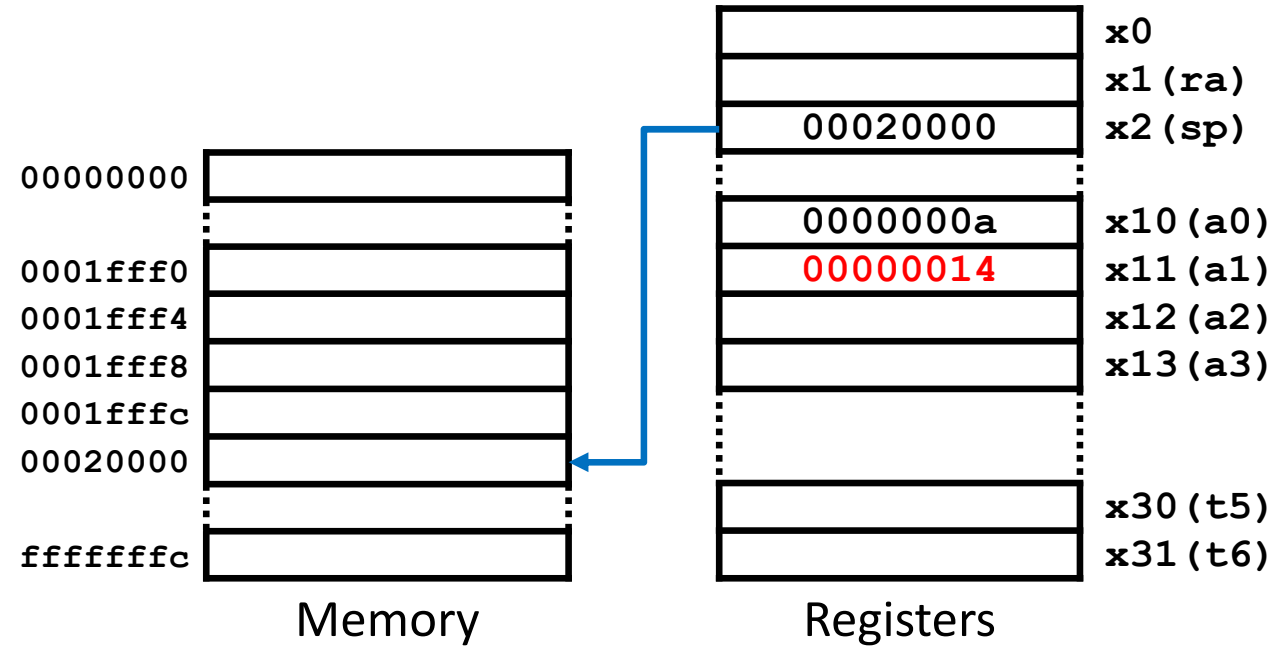 x0
x1(ra)
00020000 x2(sp)
00000000
0000000a x10(a0)
0001fff0 00000014 x11(a1)
0001fff4 x12(a2)
0001fff8 x13(a3)
0001fffc
00020000
x30(t5)
fffffffc x31(t6)
Memory Registers